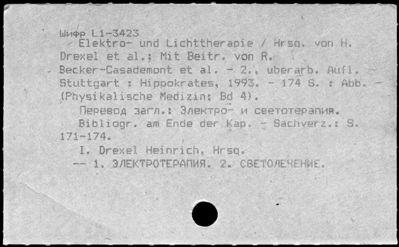 Шифр L1-3423
Elektro- und Lichttherapie / Hrsg. von H.
Drexel et al.; Mit Beitr. von R.
Becker-Casademont et al. - 2., uberarb. Aufl. -
Stuttgart : Hippokrates, 1993. - 174 S. : Abb. -
(Physikalische Medizin; Bd 4).
Перевод загл.: Электро- и светотерапия.
Bibliogr. am Ende der Kap. - Sachverz.: S.
171-174.
I. Drexel Heinrich, Hrsg.
-- 1. ЭЛЕКТРОТЕРАПИЯ. 2. СВЕТОЛЕЧЕНИЕ.